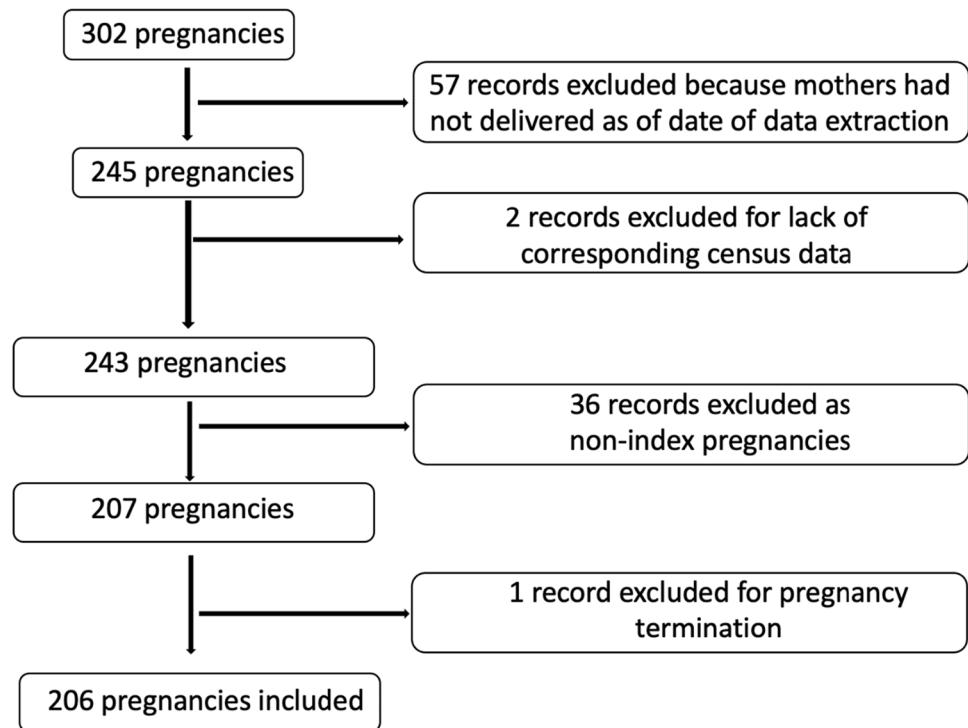 302 pregnancies
57 records excluded because mothers had
not delivered as of date of data extraction
245 pregnancies
2 records excluded for lack of
corresponding census data
243 pregnancies
36 records excluded as
non-index pregnancies
207 pregnancies
1 record excluded for pregnancy
termination
206 pregnancies included